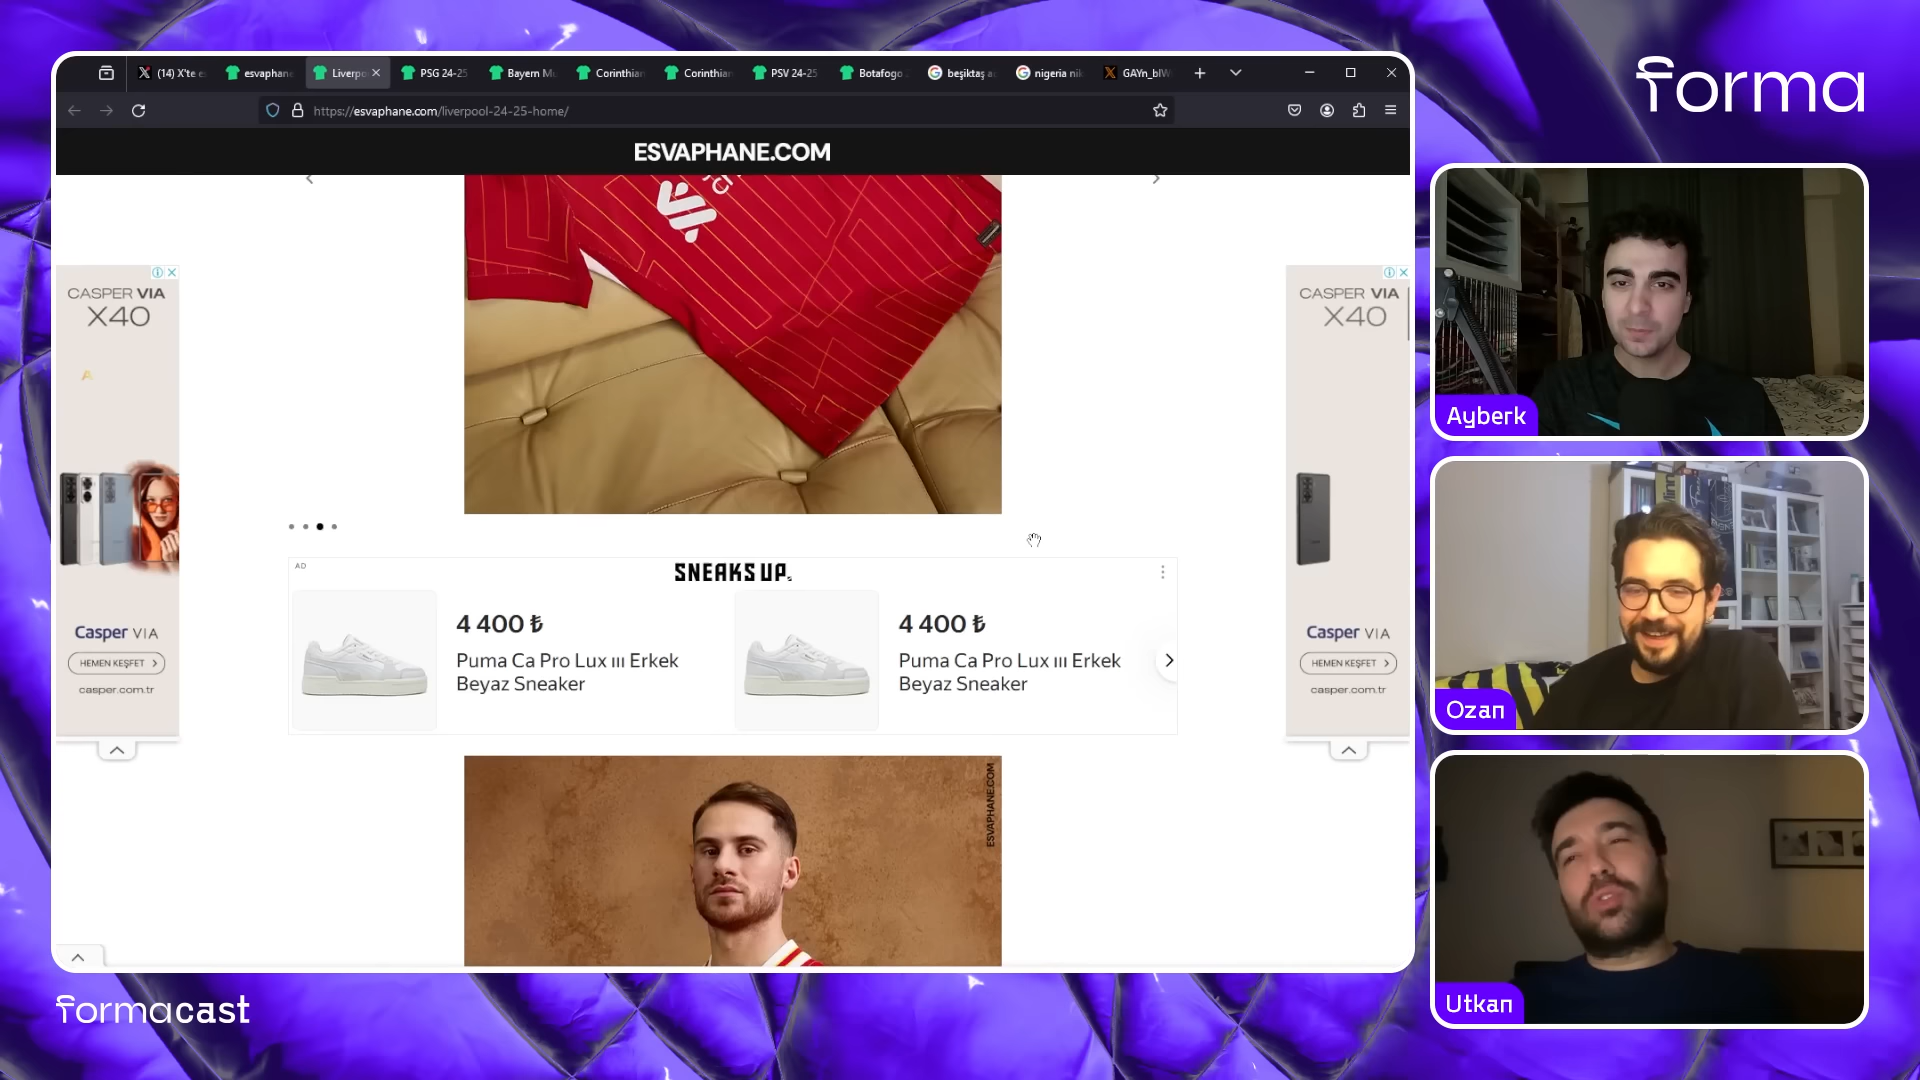 (14) X'te e
esvaphane
Liverpo
PSG 24-25
Bayern Mu
Corinthian
Corinthian
PSV 24-25
Botafogo
beşiktaş a
nigeria nik
GAYn_bIW
https://esvaphane.com/liverpool-24-25-home/
ESVAPHANE.COM
CASPER VIA
X40
A
Casper VIA
HEMEN KEŞFET
casper.com.tr
AD
SNEAKS UP.
4 400 ₺
Puma Ca Pro Lux III Erkek
Beyaz Sneaker
4 400 ₺
Puma Ca Pro Lux III Erkek
Beyaz Sneaker
ESVAPHANE.COM
CASPER VIA
X40
Casper VIA
HEMEN KEŞFET
casper.com.tr
forma
Ayberk
Ozan
Utkan
formacast